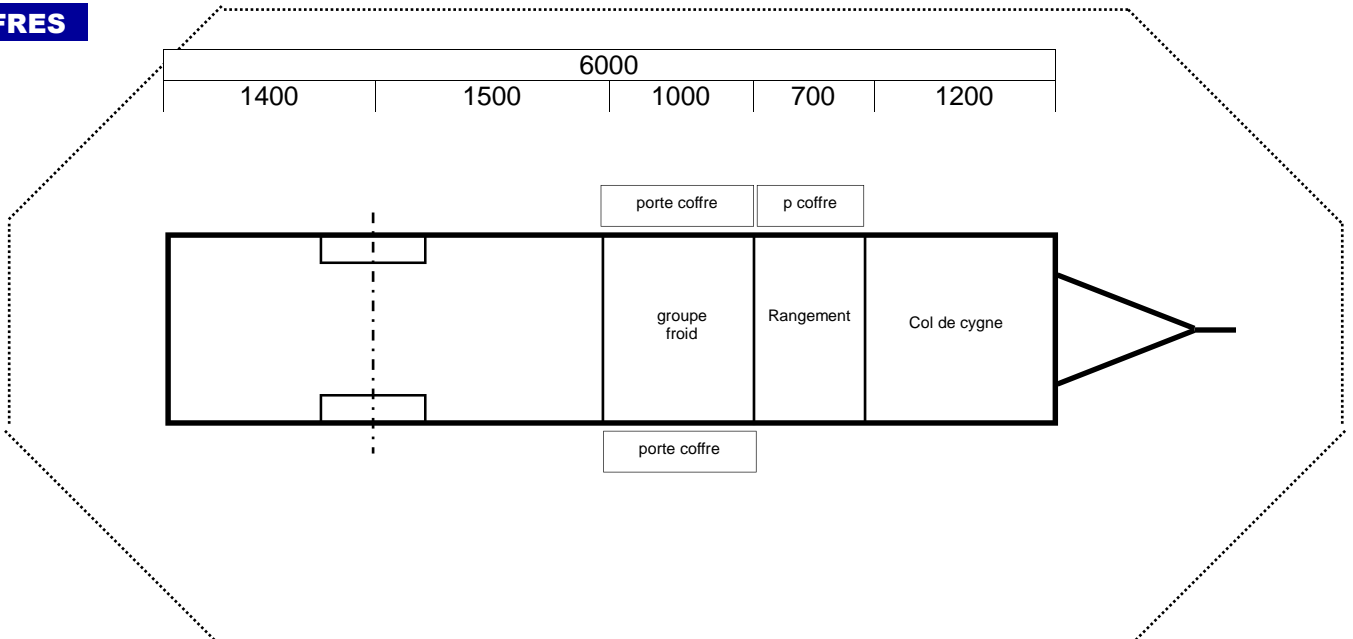 FRES
6000
1400 1500 1000 700 1200
porte coffre p coffre
groupe
froid
Rangement
Col de cygne
porte coffre